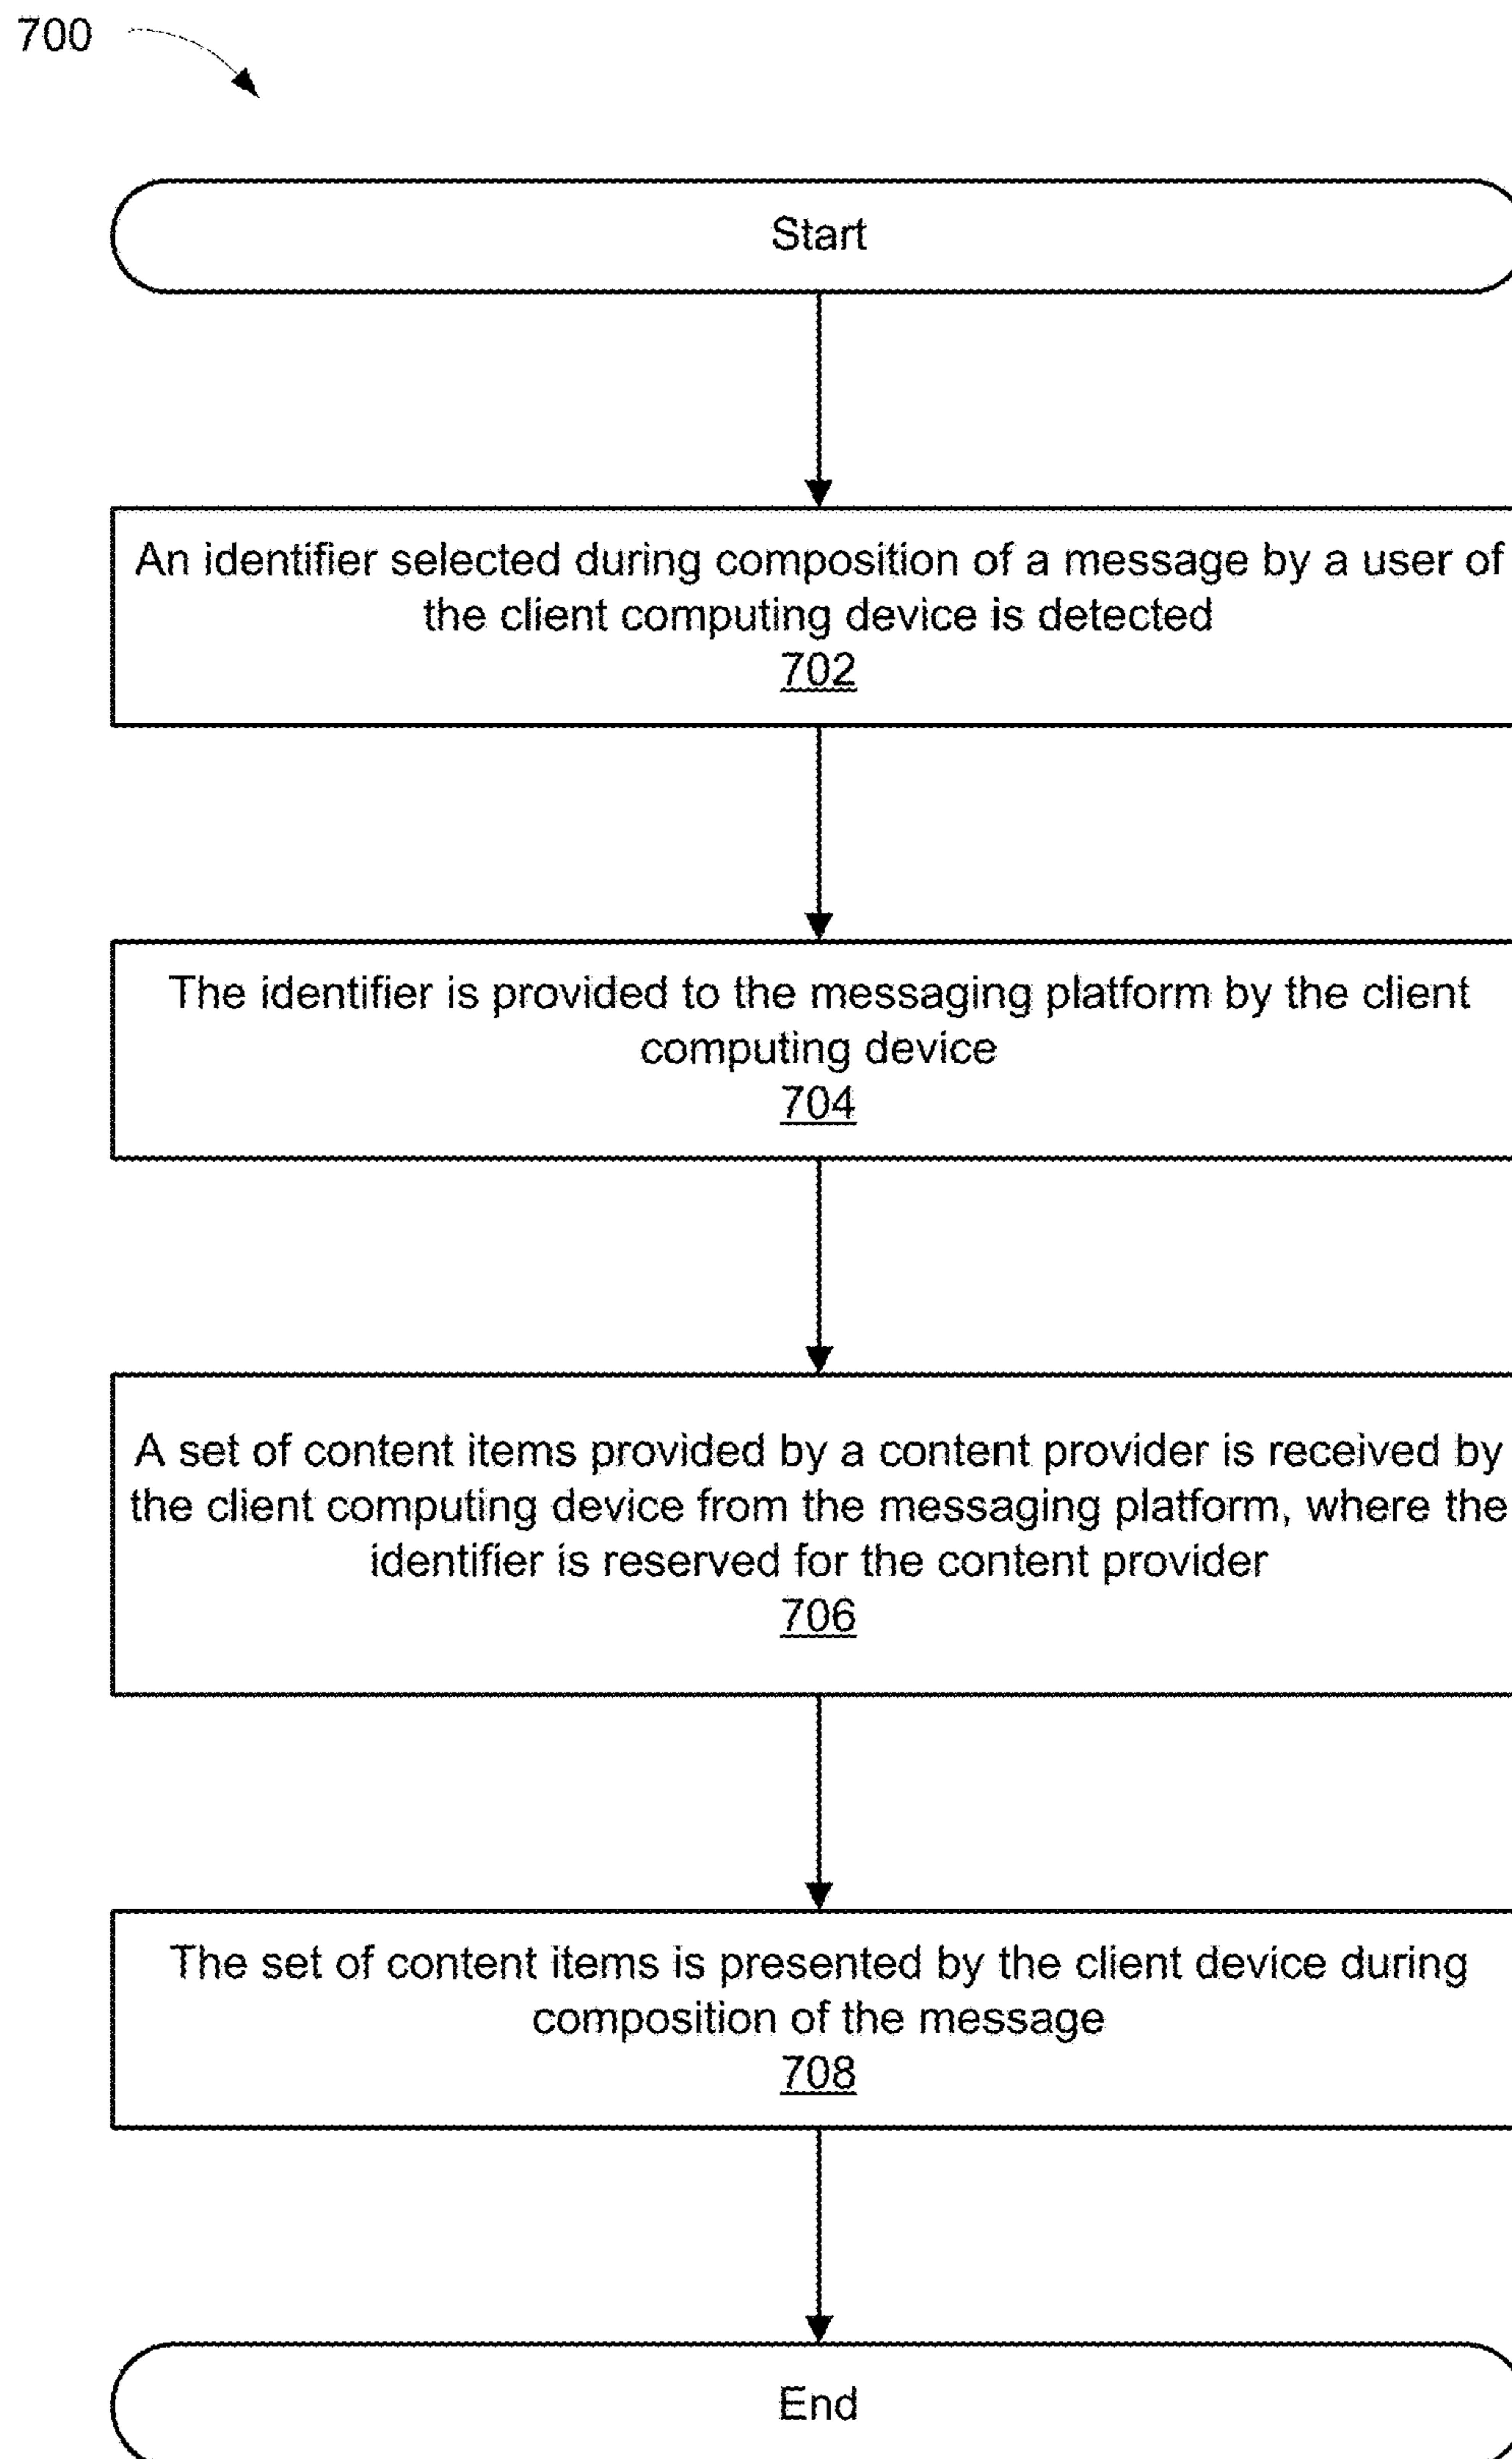 700
Start
An identifier selected during composition of a message by a user of
the client computing device is detected
702
The identifier is provided to the messaging platform by the client
computing device
704
A set of content items provided by a content provider is received by
the client computing device from the messaging platform, where the
identifier is reserved for the content provider
706
The set of content items is presented by the client device during
composition of the message
708
End